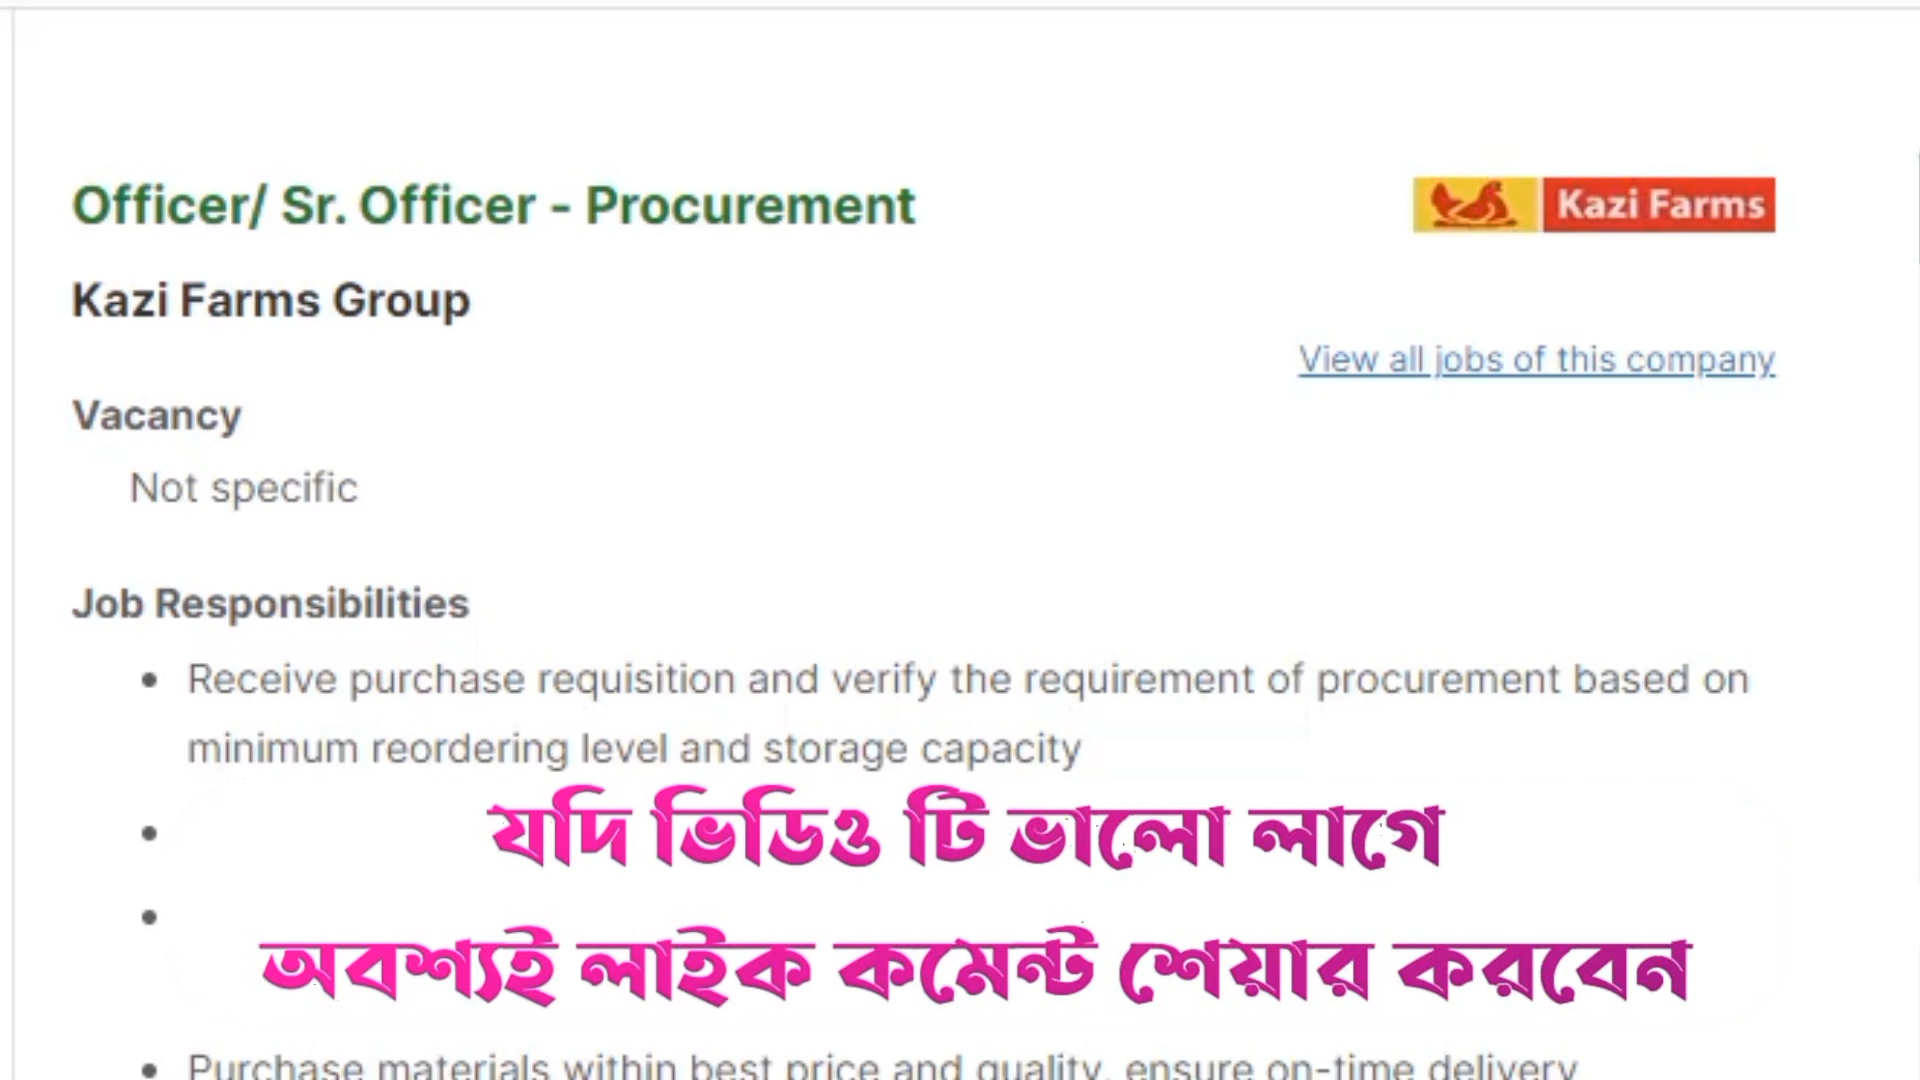 Officer/ Sr. Officer - Procurement
Kazi Farms
Kazi Farms Group
View all jobs of this company
Vacancy
Not specific
Job Responsibilities
• Receive purchase requisition and verify the requirement of procurement based on
minimum reordering level and storage capacity
যদি ভিডিও টি ভালো লাগে
অবশ্যই লাইক কমেন্ট শেয়ার করবেন
• Purchase materials within best price and quality, ensure on-time delivery